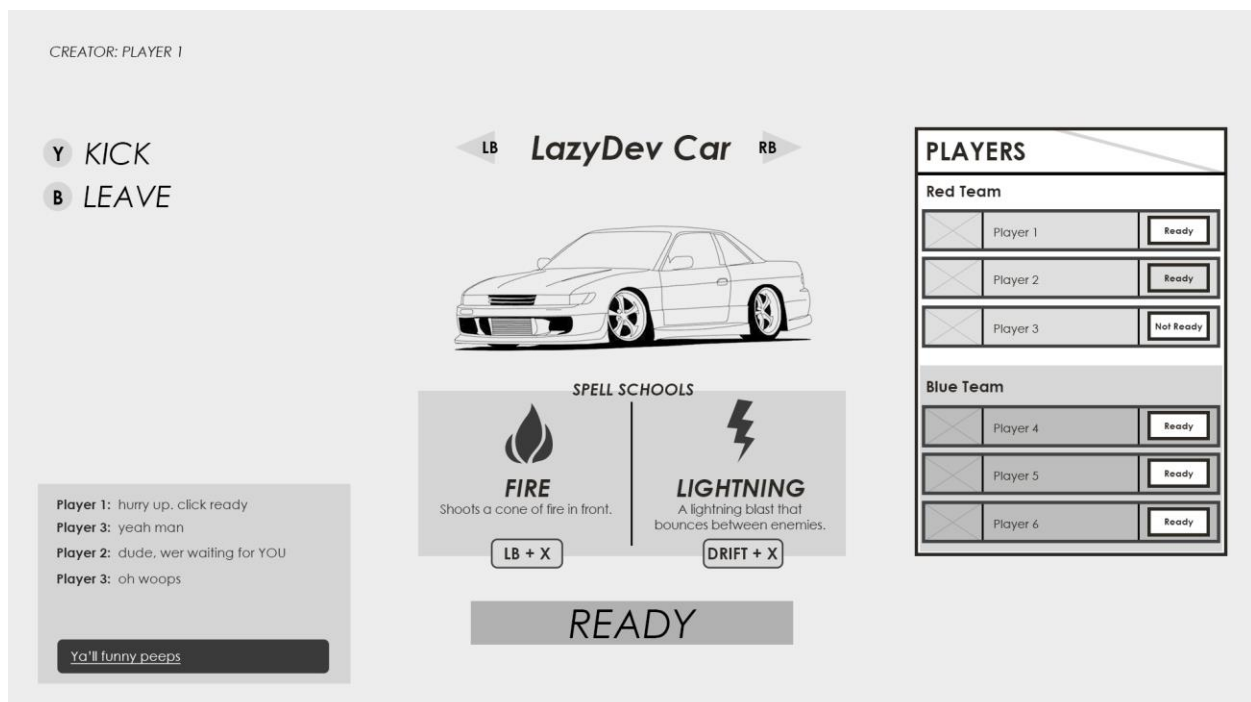 CREATOR: PLAYER 1
Y KICK
B LEAVE
LB LazyDev Car RB
SPELL SCHOOLS
FIRE
Shoots a cone of fire in front.
LB + X
LIGHTNING
A lightning blast that
bounces between enemies.
DRIFT + X
READY
Player 1: hurry up. click ready
Player 3: yeah man
Player 2: dude, wer waiting for YOU
Player 3: oh woops
Ya'll funny peeps
PLAYERS
Red Team
Player 1 Ready
Player 2 Ready
Player 3 Not Ready
Blue Team
Player 4 Ready
Player 5 Ready
Player 6 Ready